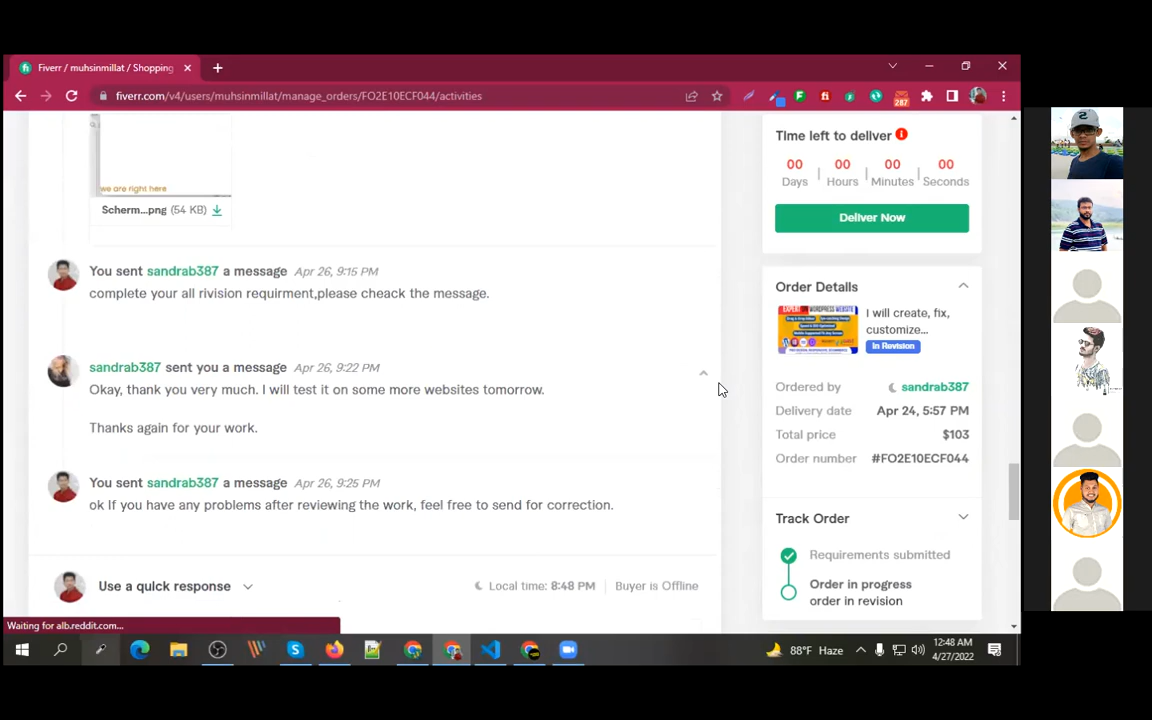 Fiverr / muhsinmillat / Shopping
fiverr.com/v4/users/muhsinmillat/manage_orders/FO2E10ECF044/activities
287
we are right here
Scherm...png (54 KB)
Time left to deliver
00 00 00 00
Days Hours Minutes Seconds
Deliver Now
You sent sandrab387 a message Apr 26, 9:15 PM
complete your all rivision requirment,please cheack the message.
Order Details
I will create, fix,
customize...
In Revision
sandrab387 sent you a message Apr 26, 9:22 PM
Okay, thank you very much. I will test it on some more websites tomorrow.
Thanks again for your work.
Ordered by sandrab387
Delivery date Apr 24, 5:57 PM
Total price $103
Order number #FO2E10ECF044
You sent sandrab387 a message Apr 26, 9:25 PM
ok If you have any problems after reviewing the work, feel free to send for correction.
Track Order
Requirements submitted
Order in progress
order in revision
Use a quick response
Local time: 8:48 PM Buyer is Offline
Waiting for alb.reddit.com...
88°F Haze
12:48 AM
4/27/2022